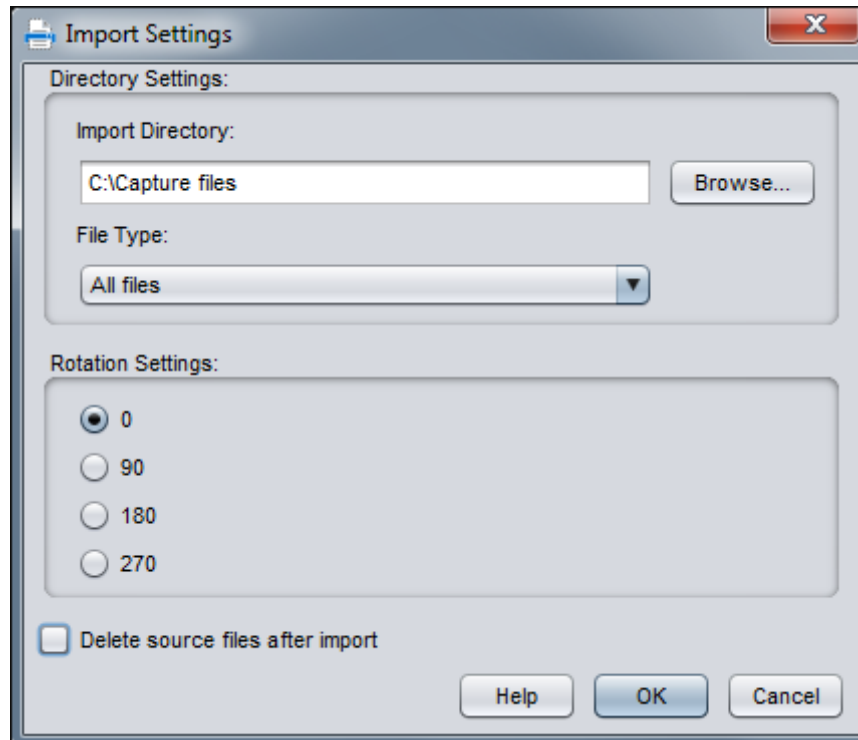 Import Settings
Directory Settings:
Import Directory:
C:\Capture files
Browse...
File Type:
All files
Rotation Settings:
0
90
180
270
Delete source files after import
Help OK Cancel